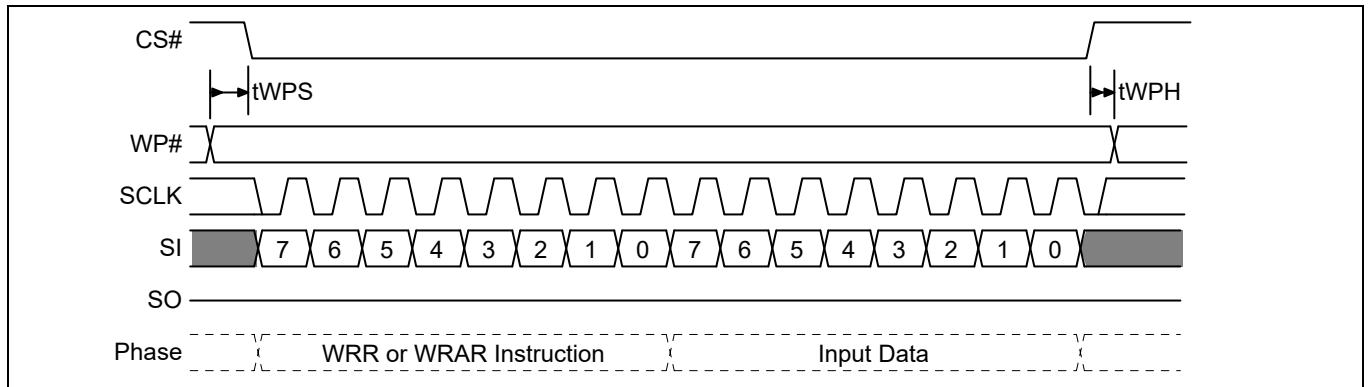 CS#
tWPS
tWPH
WP#
SCLK
SI 7 6 5 4 3 2 1 0 7 6 5 4 3 2 1 0
SO
Phase WRR or WRAR Instruction Input Data